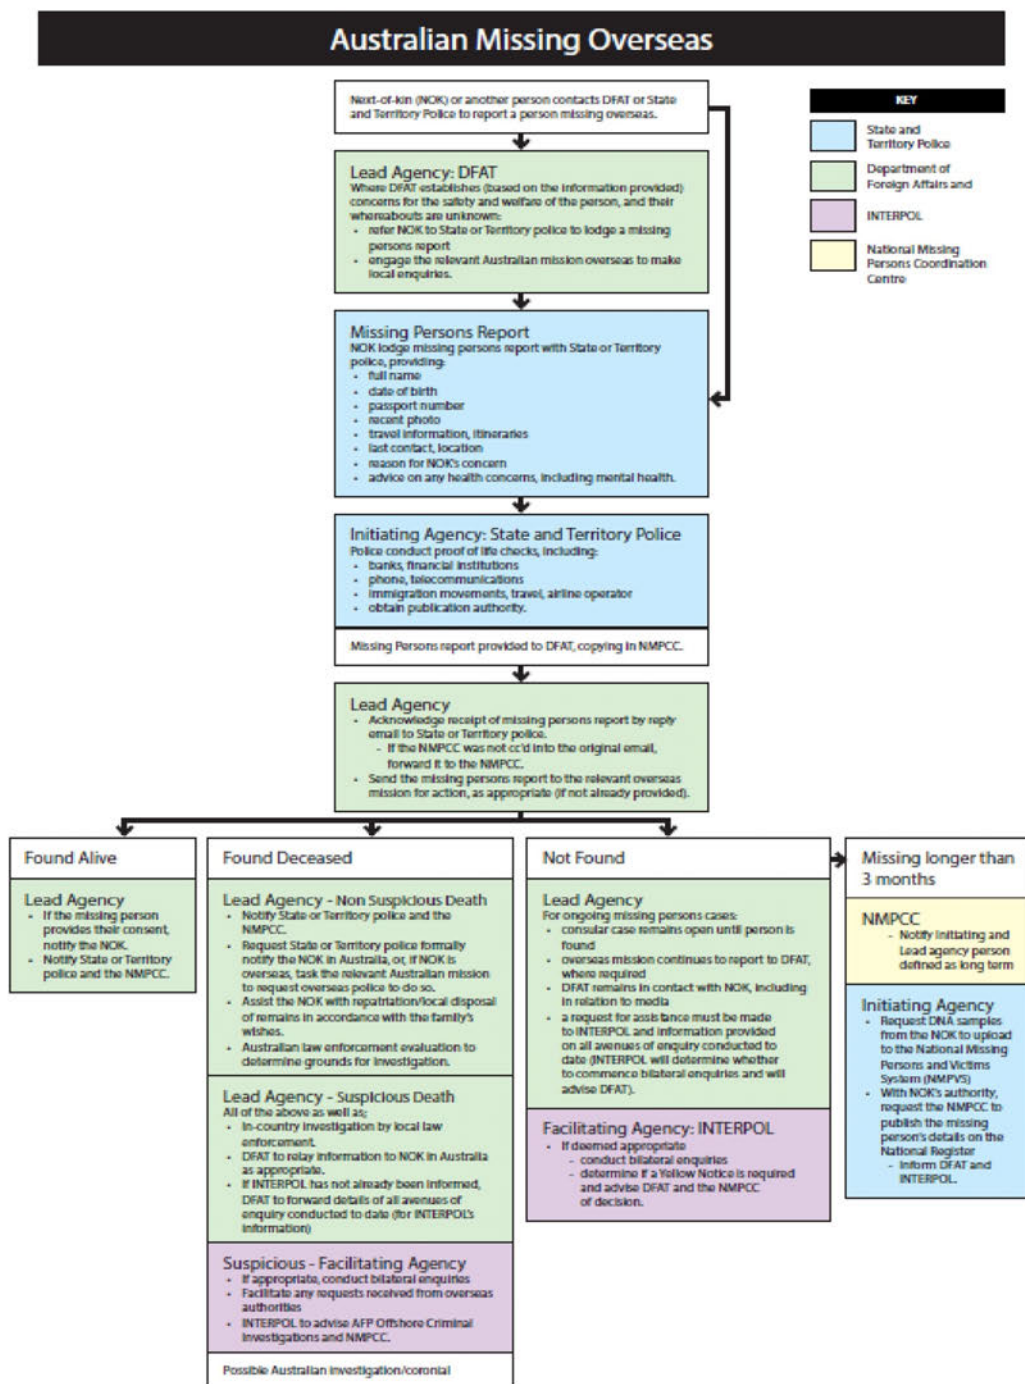 Australian Missing Overseas
Next-of-kin (NOK) or another person contacts DFAT or State
and Territory Police to report a person missing overseas.
KEY
State and
Territory Police
Department of
Foreign Affairs and
INTERPOL
National Missing
Persons Coordination
Centre
Lead Agency: DFAT
Where DFAT establishes (based on the information provided)
concerns for the safety and welfare of the person, and their
whereabouts are unknown:
• refer NOK to State or Territory police to lodge a missing
persons report
• engage the relevant Australian mission overseas to make
local enquiries.
Missing Persons Report
NOK lodge missing persons report with State or Territory
police, providing:
• full name
• date of birth
• passport number
• recent photo
• travel information, itineraries
• last contact, location
• reason for NOK's concern
• advice on any health concerns, including mental health.
Initiating Agency: State and Territory Police
Police conduct proof of life checks, including:
• banks, financial institutions
• phone, telecommunications
• immigration movements, travel, airline operator
• obtain publication authority.
Missing Persons report provided to DFAT, copying in NMPCC.
Lead Agency
• Acknowledge receipt of missing persons report by reply
email to State or Territory police.
- If the NMPCC was not cc'd into the original email,
forward it to the NMPCC.
• Send the missing persons report to the relevant overseas
mission for action, as appropriate (if not already provided).
Found Alive
Lead Agency
• If the missing person
provides their consent,
notify the NOK.
• Notify State or Territory
police and the NMPCC.
Found Deceased
Lead Agency - Non Suspicious Death
• Notify State or Territory police and the
NMPCC.
• Request State or Territory police formally
notify the NOK in Australia, or, if NOK is
overseas, task the relevant Australian mission
to request overseas police to do so.
• Assist the NOK with repatriation/local disposal
of remains in accordance with the family's
wishes.
• Australian law enforcement evaluation to
determine grounds for investigation.
Lead Agency - Suspicious Death
All of the above as well as;
• In-country investigation by local law
enforcement.
• DFAT to relay information to NOK in Australia
as appropriate.
• If INTERPOL has not already been informed,
DFAT to forward details of all avenues of
enquiry conducted to date (for INTERPOL's
information)
Suspicious - Facilitating Agency
• If appropriate, conduct bilateral enquiries
• Facilitate any requests received from overseas
authorities
• INTERPOL to advise AFP Offshore Criminal
Investigations and NMPCC.
Possible Australian investigation/coronial
Not Found
Lead Agency
For ongoing missing persons cases:
• consular case remains open until person is
found
• overseas mission continues to report to DFAT,
where required
• DFAT remains in contact with NOK, including
in relation to media
• a request for assistance must be made
to INTERPOL and information provided
on all avenues of enquiry conducted to
date (INTERPOL will determine whether
to commence bilateral enquiries and will
advise DFAT).
Facilitating Agency: INTERPOL
• If deemed appropriate
- conduct bilateral enquiries
- determine if a Yellow Notice is required
and advise DFAT and the NMPCC
of decision.
Missing longer than
3 months
NMPCC
- Notify Initiating and
Lead agency person
defined as long term
Initiating Agency
• Request DNA samples
from the NOK to upload
to the National Missing
Persons and Victims
System (NMPVS)
• With NOK's authority,
request the NMPCC to
publish the missing
person's details on the
National Register
- Inform DFAT and
INTERPOL.